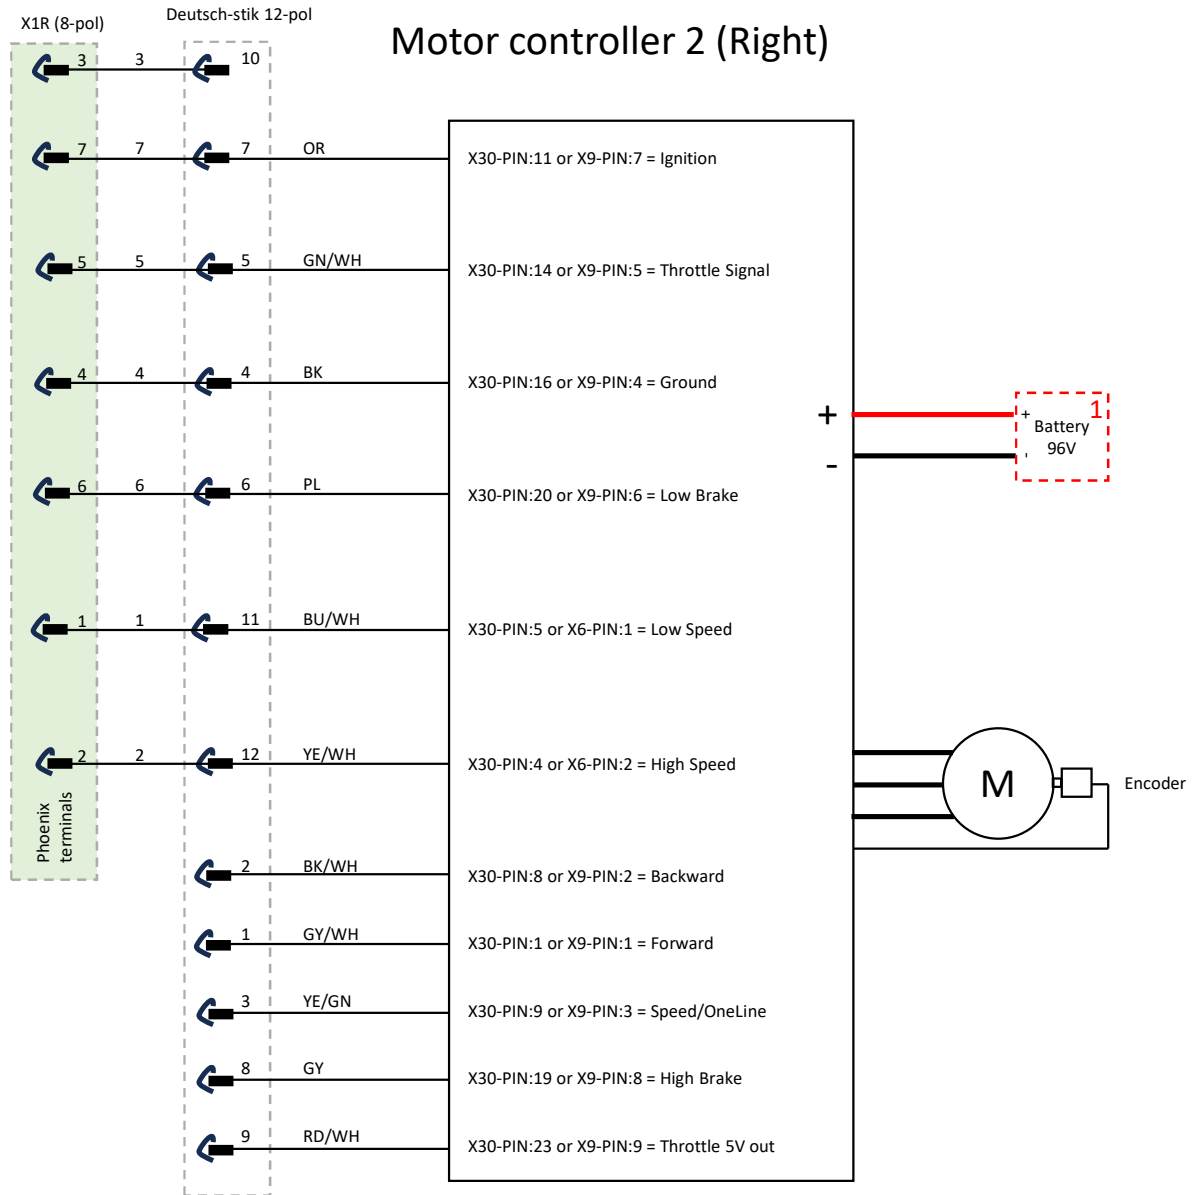 X1R (8-pol)
Deutsch-stik 12-pol
Motor controller 2 (Right)
3 3 10
7 7 7 OR X30-PIN:11 or X9-PIN:7 = Ignition
5 5 5 GN/WH X30-PIN:14 or X9-PIN:5 = Throttle Signal
4 4 4 BK X30-PIN:16 or X9-PIN:4 = Ground
+ + 1
Battery
96V
- -
6 6 6 PL X30-PIN:20 or X9-PIN:6 = Low Brake
1 1 11 BU/WH X30-PIN:5 or X6-PIN:1 = Low Speed
2 2 12 YE/WH X30-PIN:4 or X6-PIN:2 = High Speed
M Encoder
Phoenix
terminals
2 BK/WH X30-PIN:8 or X9-PIN:2 = Backward
1 GY/WH X30-PIN:1 or X9-PIN:1 = Forward
3 YE/GN X30-PIN:9 or X9-PIN:3 = Speed/OneLine
8 GY X30-PIN:19 or X9-PIN:8 = High Brake
9 RD/WH X30-PIN:23 or X9-PIN:9 = Throttle 5V out